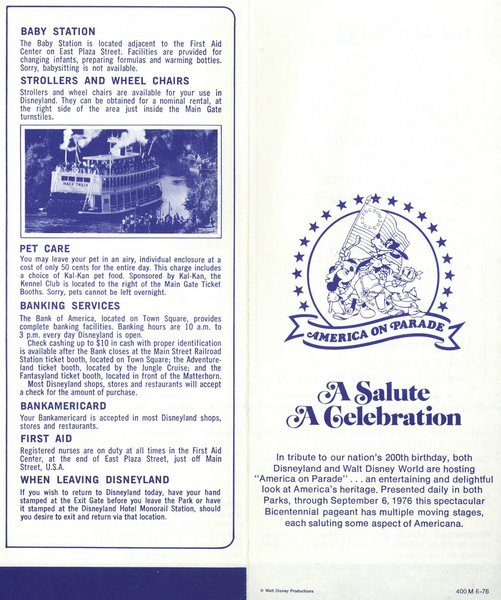 BABY STATION
The Baby Station is located adjacent to the First Aid
Center on East Plaza Street. Facilities are provided for
changing infants, preparing formulas and warming bottles.
Sorry, babysitting is not available.
STROLLERS AND WHEEL CHAIRS
Strollers and wheel chairs are available for your use in
Disneyland. They can be obtained for a nominal rental, at
the right side of the area just inside the Main Gate
turnstiles.
MARK TWAIN
PET CARE
You may leave your pet in an airy, individual enclosure at a
cost of only 50 cents for the entire day. This charge includes
a choice of Kal-Kan pet food. Sponsored by Kal-Kan, the
Kennel Club is located to the right of the Main Gate Ticket
Booths. Sorry, pets cannot be left overnight.
BANKING SERVICES
The Bank of America, located on Town Square, provides
complete banking facilities. Banking hours are 10 a.m. to
3 p.m. every day Disneyland is open.
Check cashing up to $10 in cash with proper identification
is available after the Bank closes at the Main Street Railroad
Station ticket booth, located on Town Square; the Adventure-
land ticket booth, located by the Jungle Cruise; and the
Fantasyland ticket booth, located in front of the Matterhorn.
Most Disneyland shops, stores and restaurants will accept
a check for the amount of purchase.
BANKAMERICARD
Your Bankamericard is accepted in most Disneyland shops,
stores and restaurants.
FIRST AID
Registered nurses are on duty at all times in the First Aid
Center, at the end of East Plaza Street, just off Main
Street, U.S.A.
WHEN LEAVING DISNEYLAND
If you wish to return to Disneyland today, have your hand
stamped at the Exit Gate before you leave the Park or have
it stamped at the Disneyland Hotel Monorail Station, should
you desire to exit and return via that location.
AMERICA ON PARADE
A Salute
A Celebration
In tribute to our nation's 200th birthday, both
Disneyland and Walt Disney World are hosting
"America on Parade" . . . an entertaining and delightful
look at America's heritage. Presented daily in both
Parks, through September 6, 1976 this spectacular
Bicentennial pageant has multiple moving stages,
each saluting some aspect of Americana.
© Walt Disney Productions
400 M 6-76